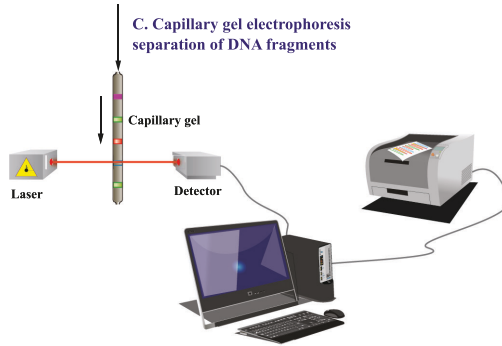 C. Capillary gel electrophoresis
separation of DNA fragments
Capillary gel
Laser
Detector